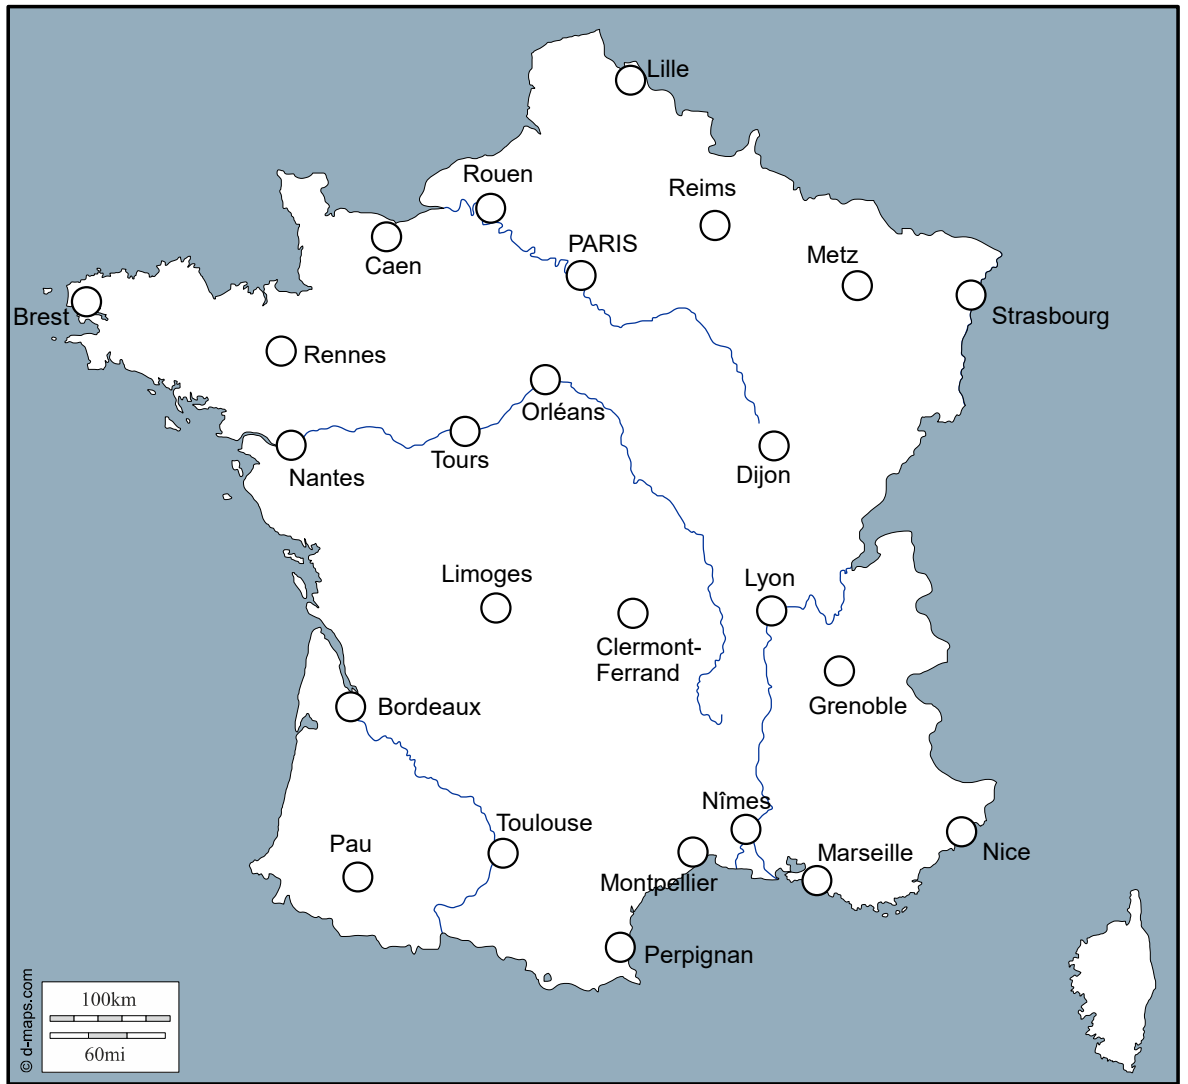 Lille
Rouen
Reims
PARIS
Metz
Caen
Brest
Strasbourg
Rennes
Orléans
Tours
Nantes
Dijon
Limoges
Lyon
Clermont-
Ferrand
Grenoble
Bordeaux
Nîmes
Toulouse
Pau
Marseille
Nice
Montpellier
Perpignan
100km
60mi
© d-maps.com